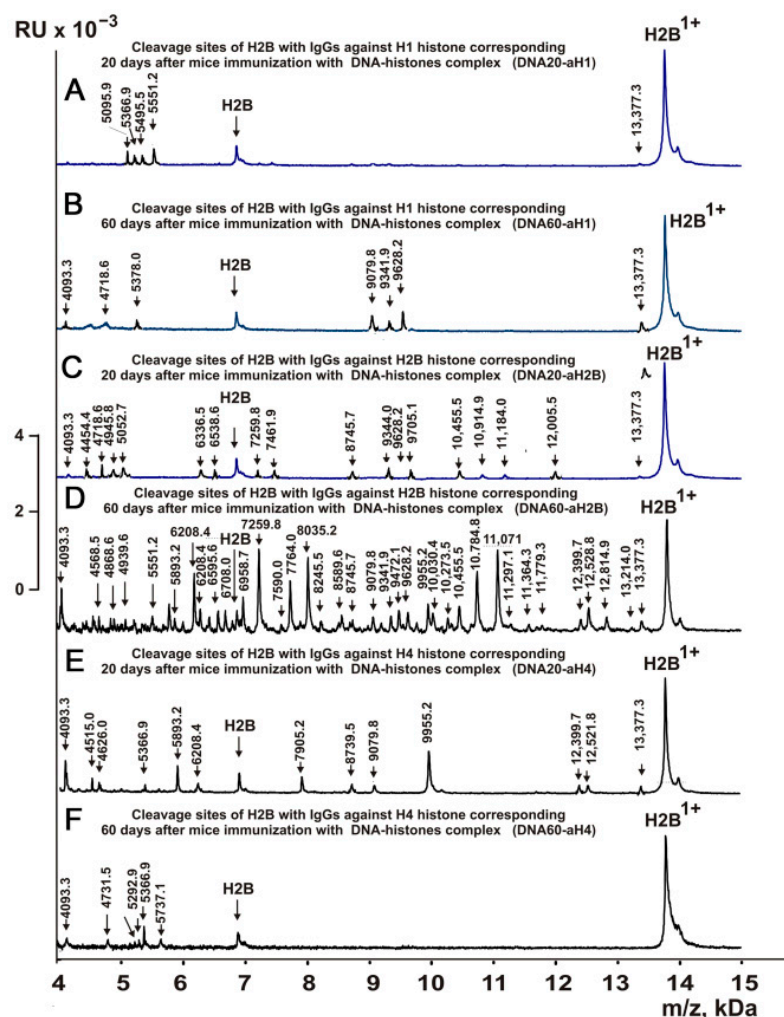 RU x 10⁻³
Cleavage sites of H2B with IgGs against H1 histone corresponding
20 days after mice immunization with DNA-histones complex (DNA20-aH1)
H2B¹⁺
A
5095.9
5366.9
5495.5
5551.2
H2B
13,377.3
B
Cleavage sites of H2B with IgGs against H1 histone corresponding
60 days after mice immunization with DNA-histones complex (DNA60-aH1)
H2B¹⁺
4093.3
4718.6
5378.0
H2B
9079.8
9341.9
9628.2
13,377.3
C
Cleavage sites of H2B with IgGs against H2B histone corresponding
20 days after mice immunization with DNA-histones complex (DNA20-aH2B)
H2B¹⁺
4093.3
4454.4
4718.6
4945.8
5052.7
6336.5
6538.6
H2B
7259.8
7461.9
8745.7
9344.0
9628.2
9705.1
10,455.5
10,914.9
11,184.0
12,005.5
13,377.3
4
2
0
D
Cleavage sites of H2B with IgGs against H2B histone corresponding
60 days after mice immunization with DNA-histones complex (DNA60-aH2B)
H2B¹⁺
4093.3
4568.5
4868.6
4939.6
5551.2
5893.2
6208.4
6208.4
6595.6
6708.0
H2B
6958.7
7259.8
7590.0
7764.0
8035.2
8245.5
8589.6
8745.7
9079.8
9341.9
9472.1
9628.2
9955.2
10,030.4
10,273.5
10,455.5
10.784.8
11,071
11,297.1
11,364.3
11,779.3
12,399.7
12,528.8
12,814.9
13,214.0
13,377.3
E
Cleavage sites of H2B with IgGs against H4 histone corresponding
20 days after mice immunization with DNA-histones complex (DNA20-aH4)
H2B¹⁺
4093.3
4515.0
4626.0
5366.9
5893.2
6208.4
H2B
7905.2
8739.5
9079.8
9955.2
12,399.7
12,521.8
13,377.3
F
Cleavage sites of H2B with IgGs against H4 histone corresponding
60 days after mice immunization with DNA-histones complex (DNA60-aH4)
H2B¹⁺
4093.3
4731.5
5292.9
5366.9
5737.1
H2B
4 5 6 7 8 9 10 11 12 13 14 15
m/z, kDa